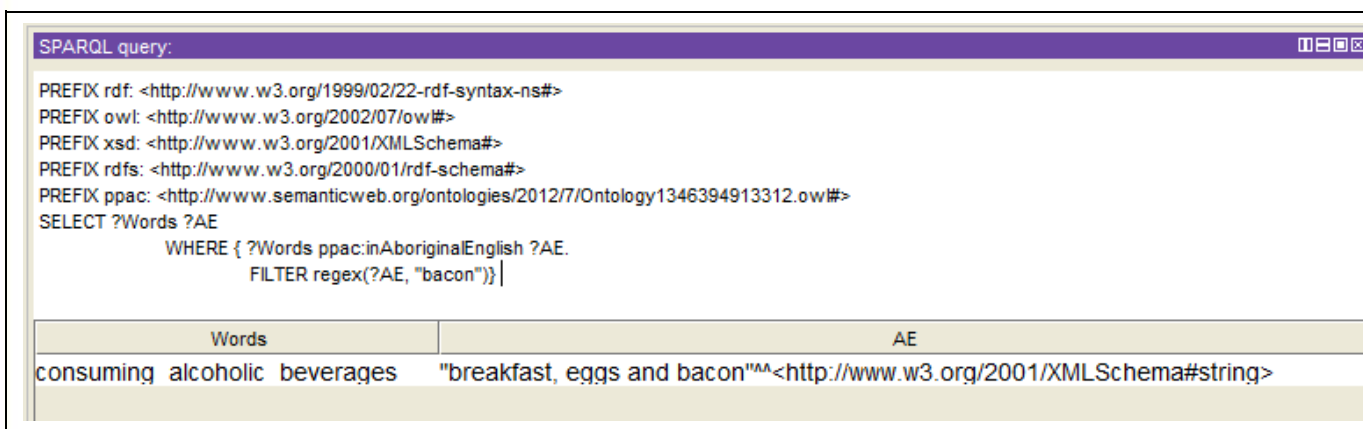 SPARQL query:
PREFIX rdf: <http://www.w3.org/1999/02/22-rdf-syntax-ns#>
PREFIX owl: <http://www.w3.org/2002/07/owl#>
PREFIX xsd: <http://www.w3.org/2001/XMLSchema#>
PREFIX rdfs: <http://www.w3.org/2000/01/rdf-schema#>
PREFIX ppac: <http://www.semanticweb.org/ontologies/2012/7/Ontology1346394913312.owl#>
SELECT ?Words ?AE
WHERE { ?Words ppac:inAboriginalEnglish ?AE.
FILTER regex(?AE, "bacon")}
Words AE
consuming alcoholic beverages "breakfast, eggs and bacon"^^<http://www.w3.org/2001/XMLSchema#string>